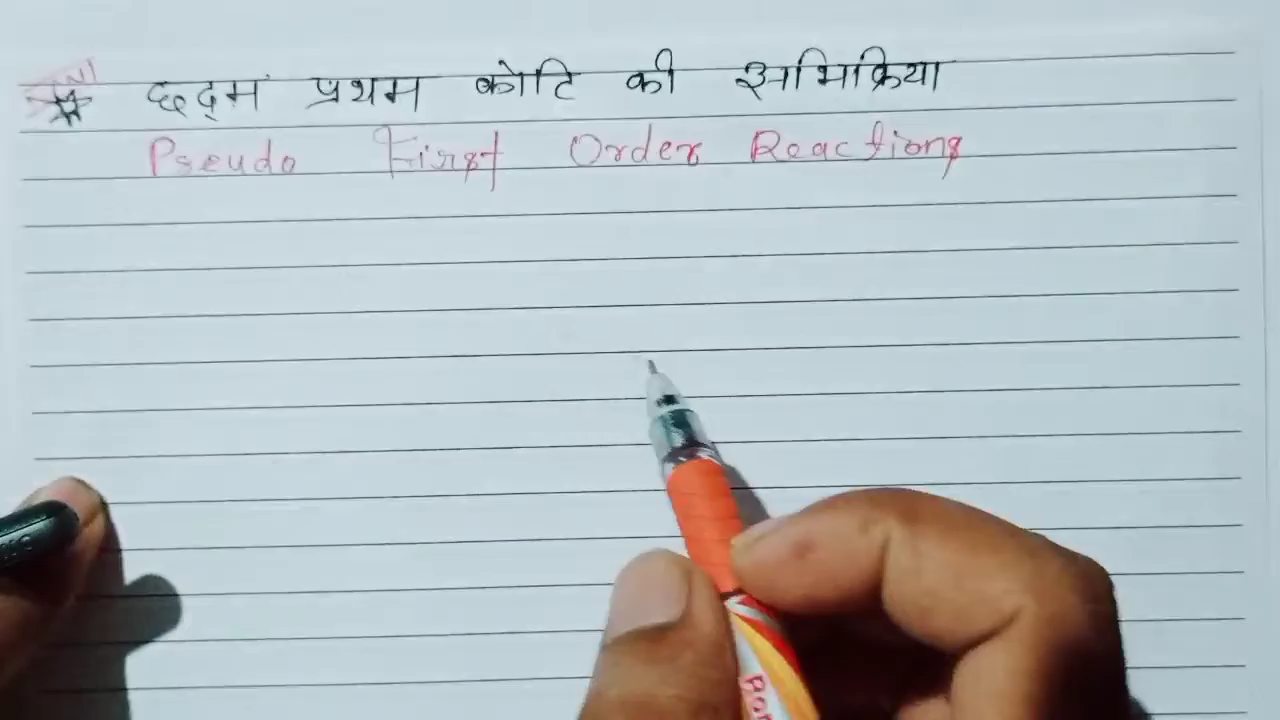 छद्म प्रथम कोटि की अभिक्रिया
Pseudo First Order Reactions